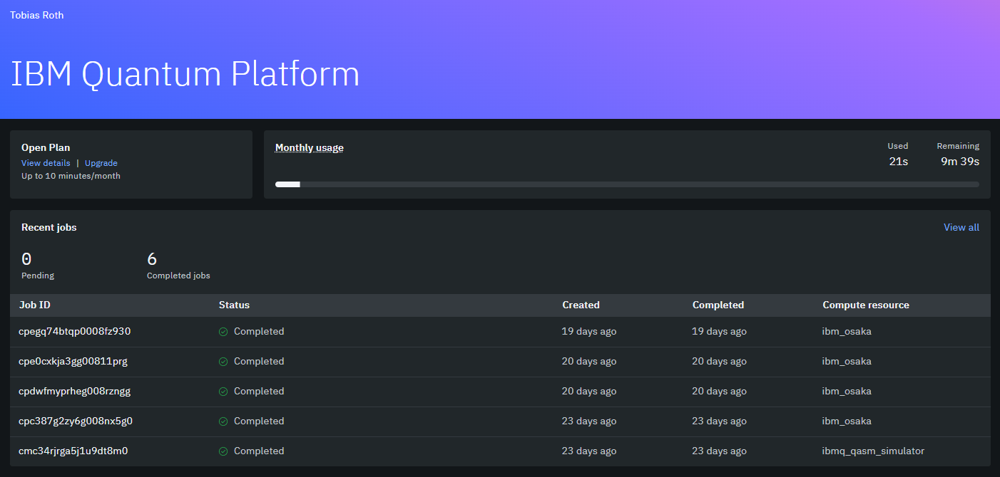 Tobias Roth
IBM Quantum Platform
Open Plan
View details | Upgrade
Up to 10 minutes/month
Monthly usage
Used Remaining
21s 9m 39s
Recent jobs View all
0 6
Pending Completed jobs
Job ID Status Created Completed Compute resource
cpegq74btqp0008fz930 Completed 19 days ago 19 days ago ibm_osaka
cpe0cxkja3gg00811prg Completed 20 days ago 20 days ago ibm_osaka
cpdwfmyprheg008rzngg Completed 20 days ago 20 days ago ibm_osaka
cpc387g2zy6g008nx5g0 Completed 23 days ago 23 days ago ibm_osaka
cmc34rjrga5j1u9dt8m0 Completed 23 days ago 23 days ago ibmq_qasm_simulator